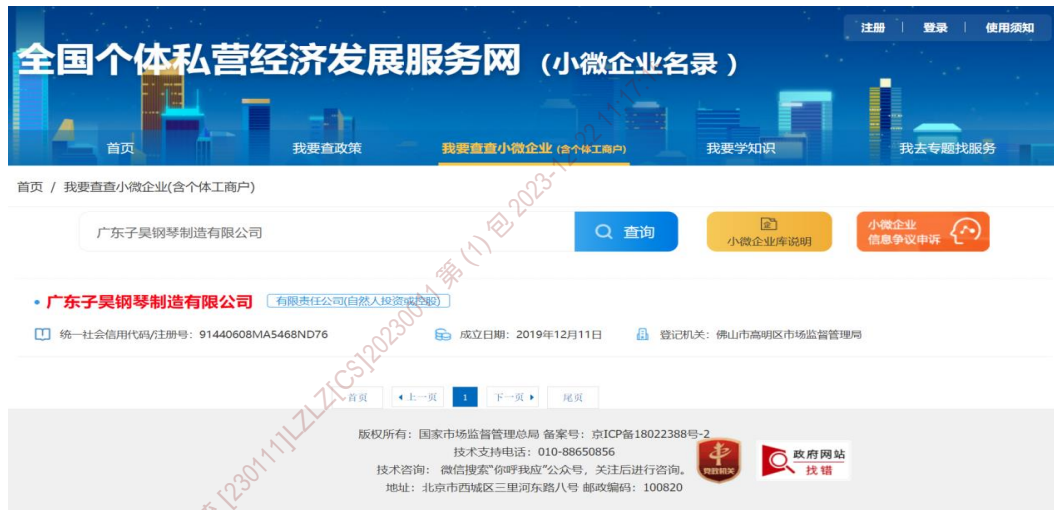 注册 | 登录 | 使用须知
全国个体私营经济发展服务网（小微企业名录）
首页 我要查政策 我要查查小微企业 (含个体工商户) 我要学知识 我去专题找服务
首页 / 我要查查小微企业(含个体工商户)
广东子昊钢琴制造有限公司 查询 小微企业库说明 小微企业
信息争议申诉
广东子昊钢琴制造有限公司 有限责任公司(自然人投资或控股)
统一社会信用代码/注册号：91440608MA5468ND76 成立日期：2019年12月11日 登记机关：佛山市高明区市场监督管理局
首页 上一页 1 下一页 尾页
版权所有：国家市场监督管理总局 备案号：京ICP备18022388号-2
技术支持电话：010-88650856
技术咨询： 微信搜索"你呼我应"公众号，关注后进行咨询。
地址：北京市西城区三里河东路八号 邮政编码：100820
党政机关
政府网站
找错
[230111]LZLZ[CS]20230011 第(1)包 2023-12-22 11:17: